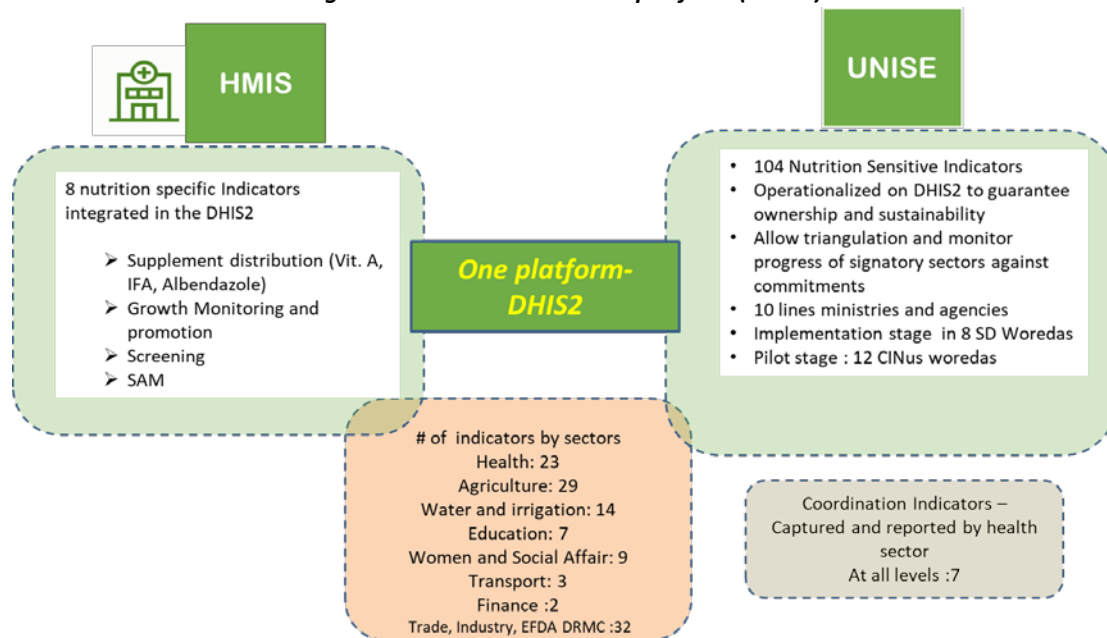 HMIS
UNISE
8 nutrition specific Indicators
integrated in the DHIS2
➢ Supplement distribution (Vit. A,
IFA, Albendazole)
➢ Growth Monitoring and
promotion
➢ Screening
➢ SAM
One platform-
DHIS2
• 104 Nutrition Sensitive Indicators
• Operationalized on DHIS2 to guarantee
ownership and sustainability
• Allow triangulation and monitor
progress of signatory sectors against
commitments
• 10 lines ministries and agencies
• Implementation stage in 8 SD Woredas
• Pilot stage : 12 CINus woredas
# of indicators by sectors
Health: 23
Agriculture: 29
Water and irrigation: 14
Education: 7
Women and Social Affair: 9
Transport: 3
Finance :2
Trade, Industry, EFDA DRMC :32
Coordination Indicators –
Captured and reported by health
sector
At all levels :7